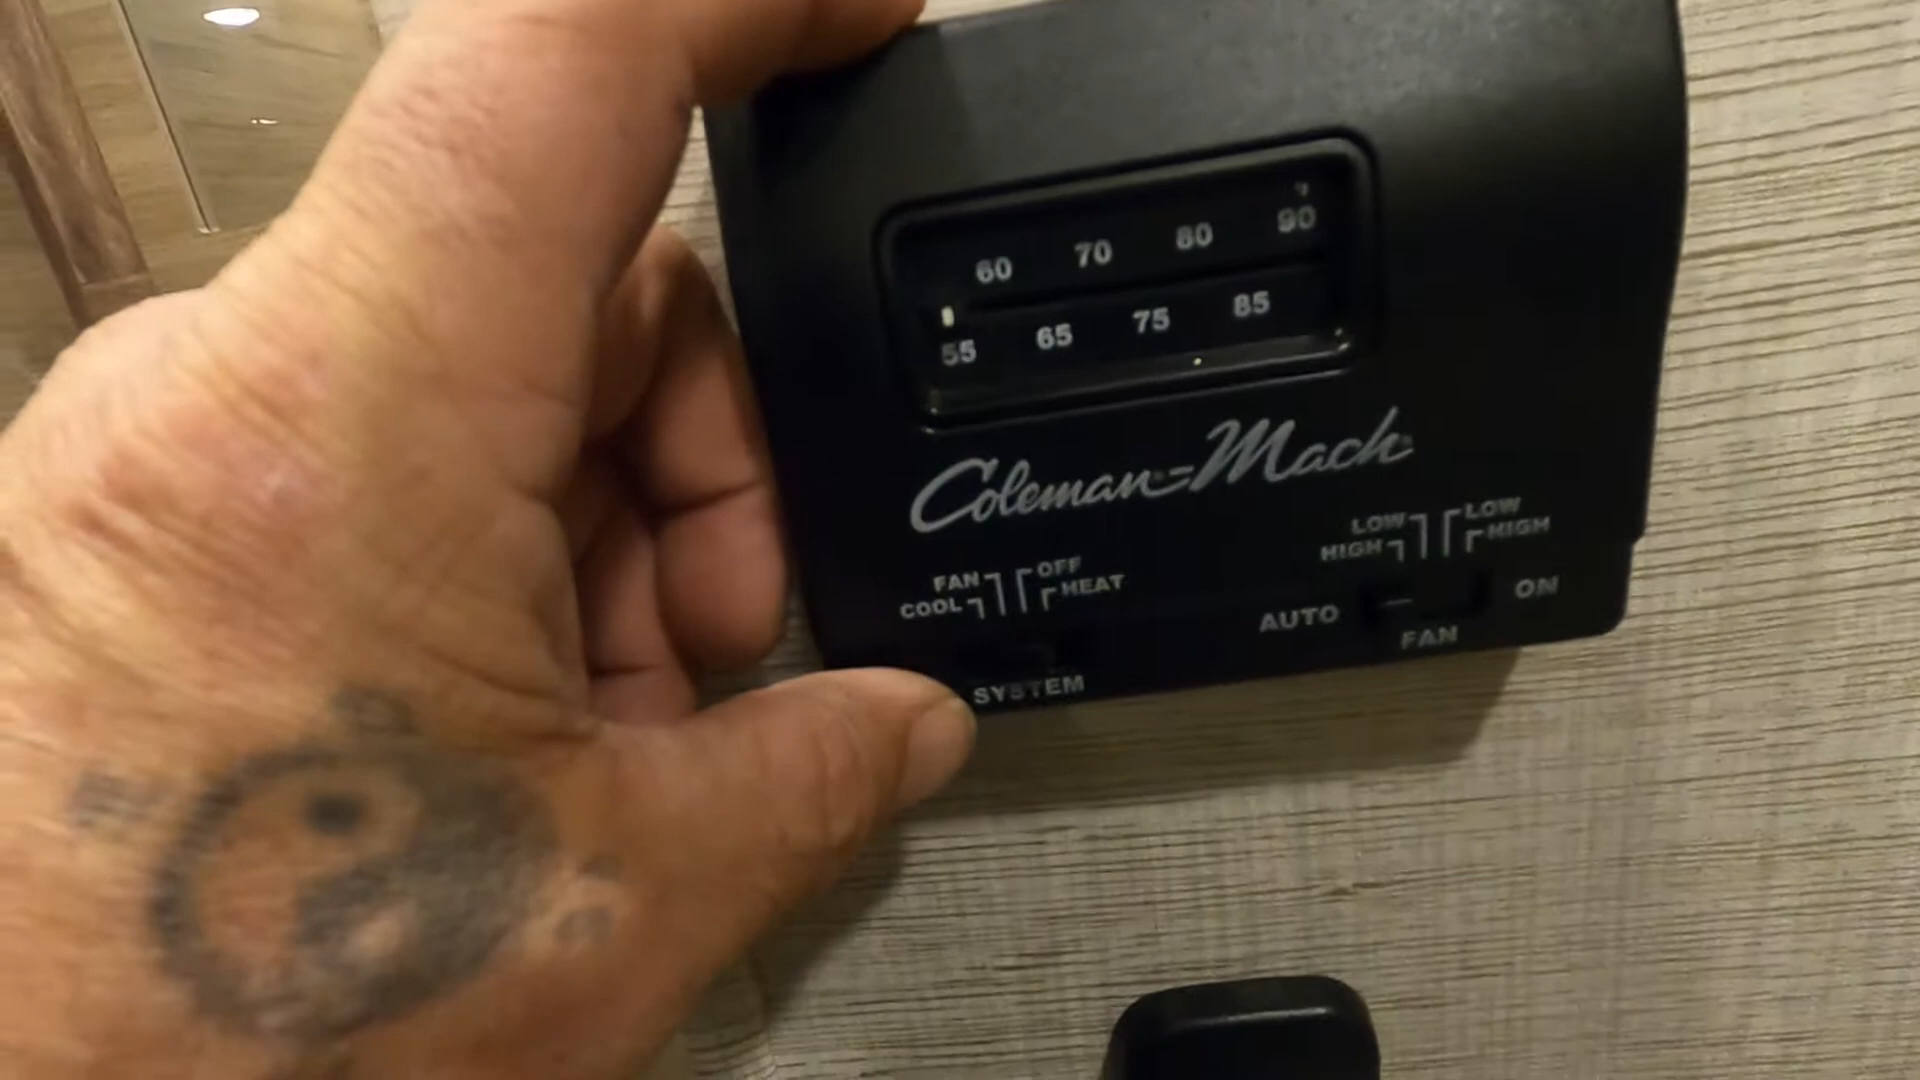 60 70 80 90
55 65 75 85
Coleman-Mach
FAN OFF
COOL HEAT
SYSTEM
LOW LOW
HIGH HIGH
AUTO ON
FAN